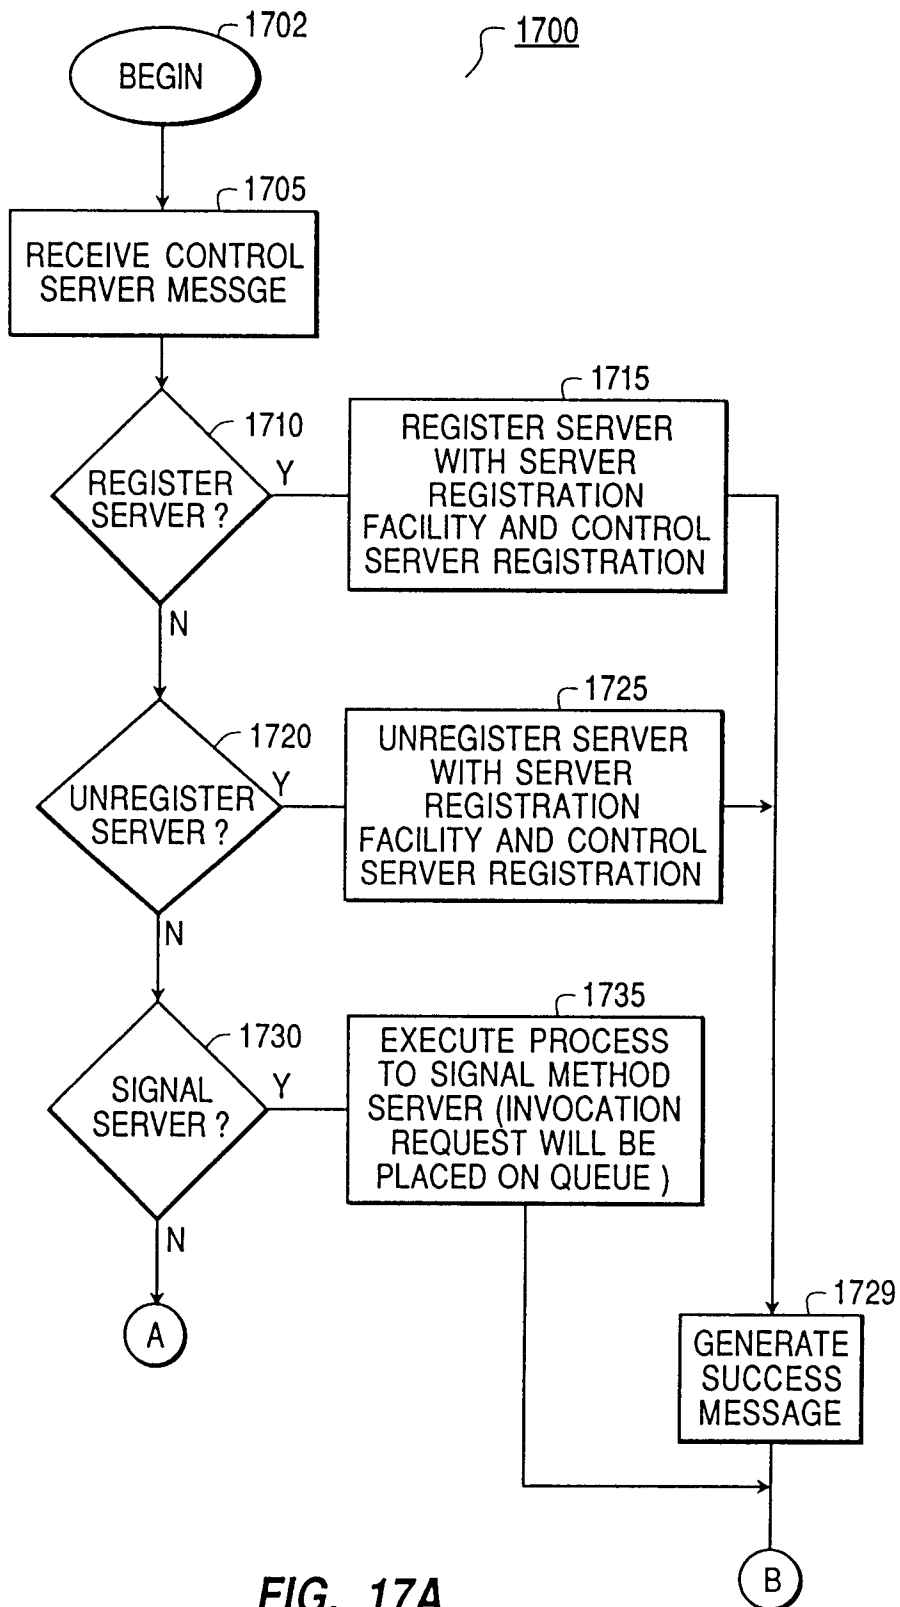 1702
1700
BEGIN
1705
RECEIVE CONTROL
SERVER MESSGE
1710
REGISTER
SERVER ?
Y
N
1715
REGISTER SERVER
WITH SERVER
REGISTRATION
FACILITY AND CONTROL
SERVER REGISTRATION
1720
UNREGISTER
SERVER ?
Y
N
1725
UNREGISTER SERVER
WITH SERVER
REGISTRATION
FACILITY AND CONTROL
SERVER REGISTRATION
1730
SIGNAL
SERVER ?
Y
N
1735
EXECUTE PROCESS
TO SIGNAL METHOD
SERVER (INVOCATION
REQUEST WILL BE
PLACED ON QUEUE )
A
1729
GENERATE
SUCCESS
MESSAGE
B
FIG. 17A